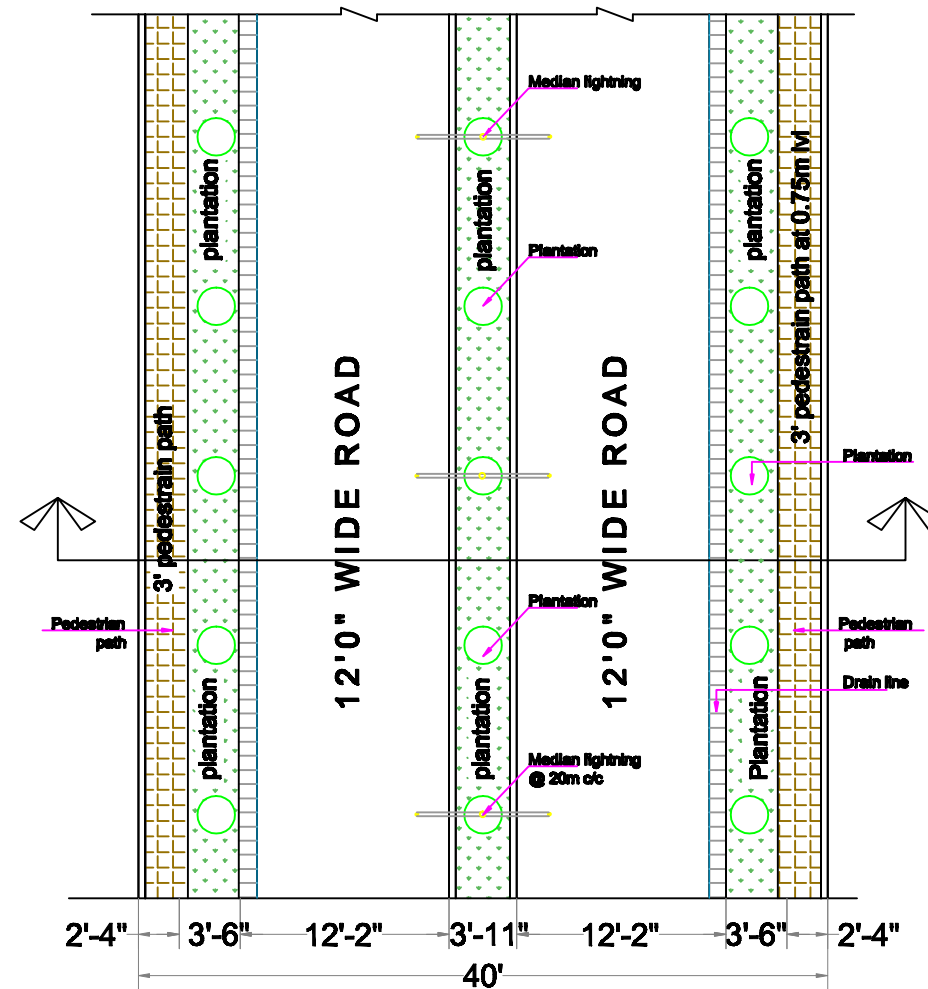 Median lightning
plantation
plantation
plantation
3' pedestrain path at 0.75m lvl
Plantation
12'0" WIDE ROAD
12'0" WIDE ROAD
3' pedestrain path
Plantation
Plantation
Pedestrian
path
Pedestrian
path
Drain line
plantation
plantation
Plantation
Median lightning
@ 20m c/c
2'-4" 3'-6" 12'-2" 3'-11" 12'-2" 3'-6" 2'-4"
40'